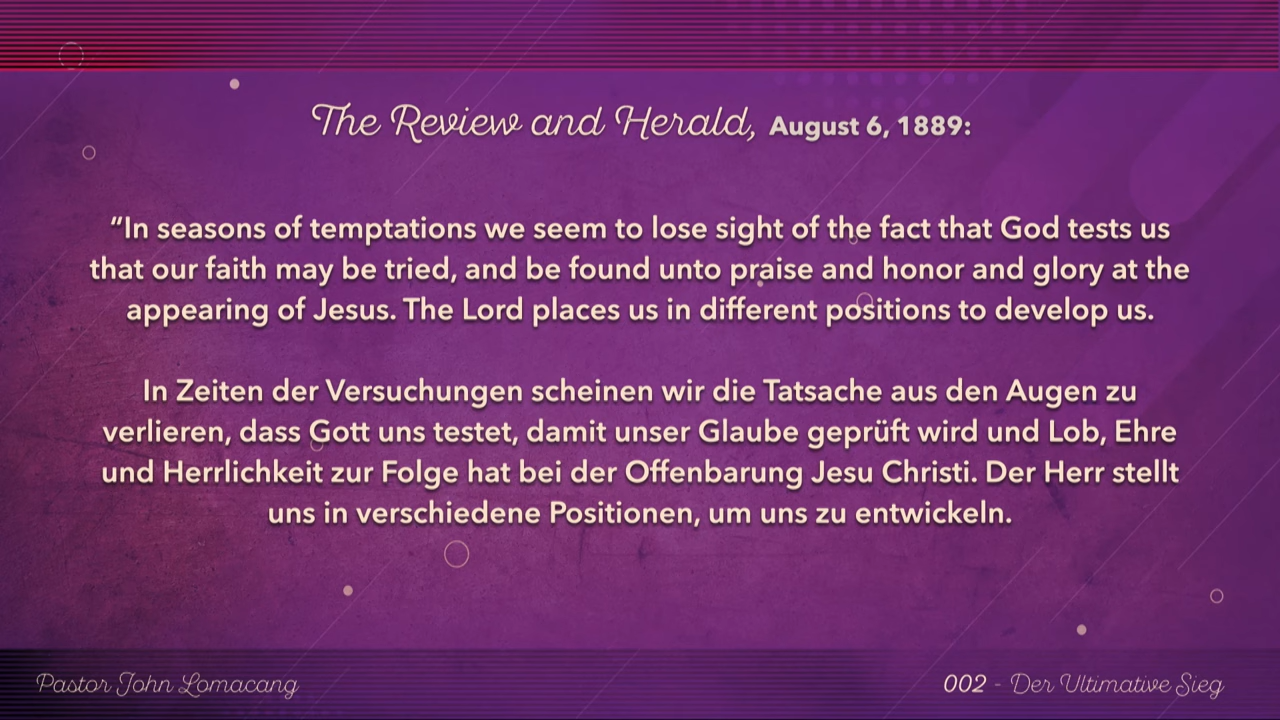 The Review and Herald, August 6, 1889:
“In seasons of temptations we seem to lose sight of the fact that God tests us
that our faith may be tried, and be found unto praise and honor and glory at the
appearing of Jesus. The Lord places us in different positions to develop us.
In Zeiten der Versuchungen scheinen wir die Tatsache aus den Augen zu
verlieren, dass Gott uns testet, damit unser Glaube geprüft wird und Lob, Ehre
und Herrlichkeit zur Folge hat bei der Offenbarung Jesu Christi. Der Herr stellt
uns in verschiedene Positionen, um uns zu entwickeln.
Pastor John Lomacang
002 - Der Ultimative Sieg